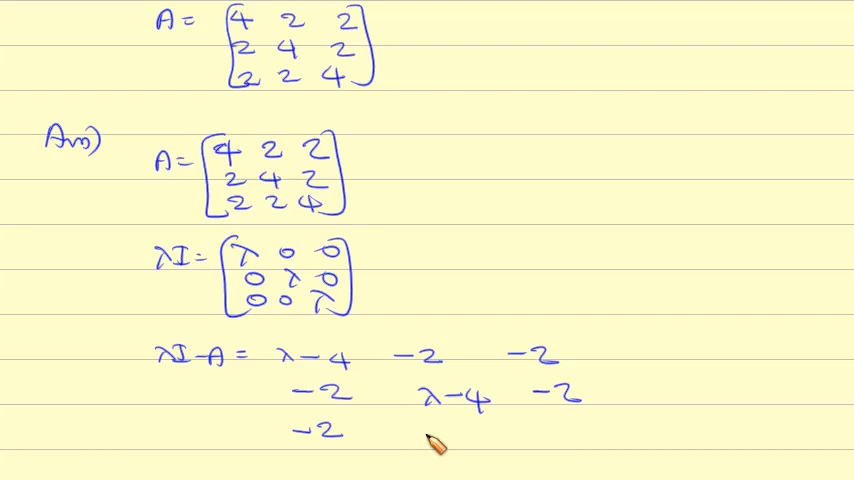 A = [4 2 2
2 4 2
2 2 4]
Ans)
A = [4 2 2
2 4 2
2 2 4]
λI = [λ 0 0
0 λ 0
0 0 λ]
λI-A = λ-4 -2 -2
-2 λ-4 -2
-2